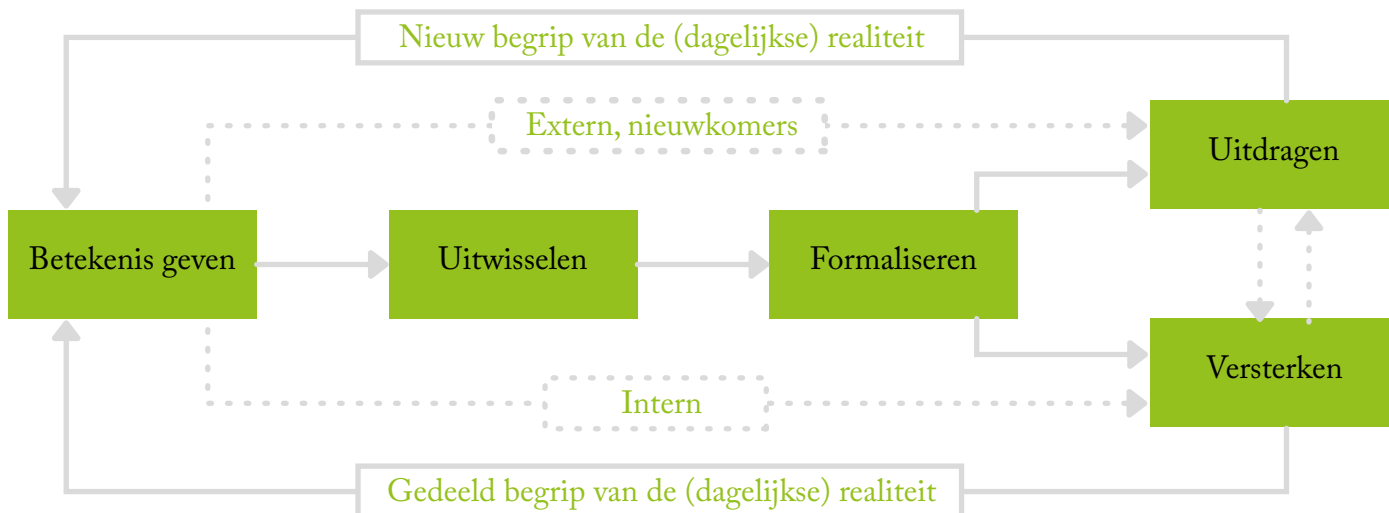 Nieuw begrip van de (dagelijkse) realiteit
Extern, nieuwkomers
Uitdragen
Betekenis geven
Uitwisselen
Formaliseren
Versterken
Intern
Gedeeld begrip van de (dagelijkse) realiteit